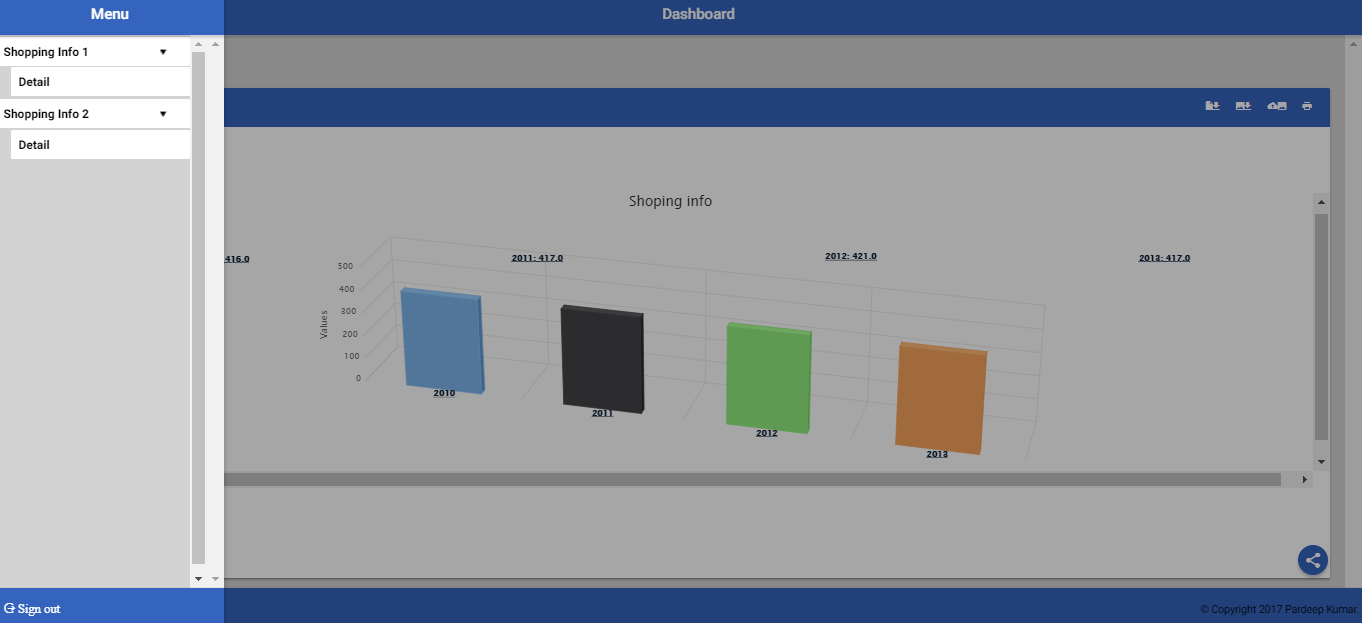 Menu
Dashboard
Shopping Info 1
Detail
Shopping Info 2
Detail
Shoping info
416.0
2011: 417.0
2012: 421.0
2013: 417.0
500
400
300
200
100
0
Values
2010
2011
2012
2013
Sign out
© Copyright 2017 Pardeep Kumar.